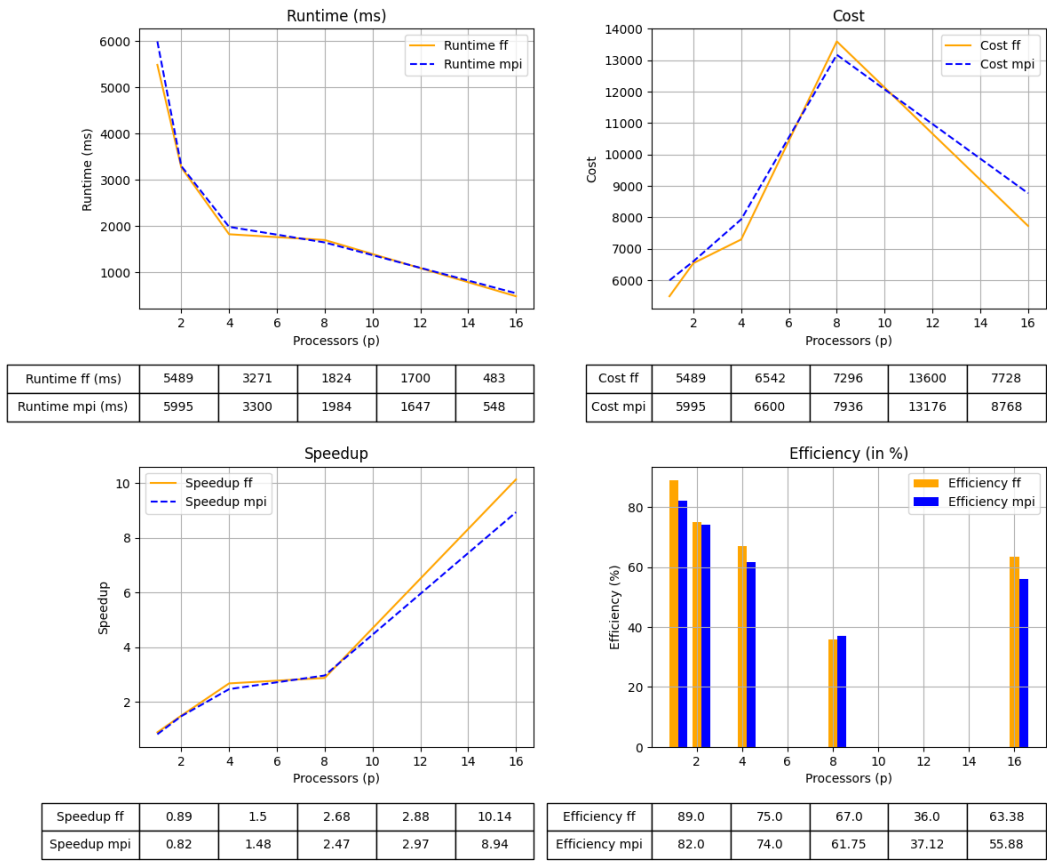 Runtime (ms)
6000
5000
4000
3000
2000
1000
Runtime (ms)
Runtime ff
Runtime mpi
2 4 6 8 10 12 14 16
Processors (p)
Runtime ff (ms) 5489 3271 1824 1700 483
Runtime mpi (ms) 5995 3300 1984 1647 548
Cost
14000
13000
12000
11000
10000
9000
8000
7000
6000
Cost
Cost ff
Cost mpi
2 4 6 8 10 12 14 16
Processors (p)
Cost ff 5489 6542 7296 13600 7728
Cost mpi 5995 6600 7936 13176 8768
Speedup
10
8
6
4
2
Speedup
Speedup ff
Speedup mpi
2 4 6 8 10 12 14 16
Processors (p)
Speedup ff 0.89 1.5 2.68 2.88 10.14
Speedup mpi 0.82 1.48 2.47 2.97 8.94
Efficiency (in %)
80
60
40
20
0
Efficiency (%)
Efficiency ff
Efficiency mpi
2 4 6 8 10 12 14 16
Processors (p)
Efficiency ff 89.0 75.0 67.0 36.0 63.38
Efficiency mpi 82.0 74.0 61.75 37.12 55.88